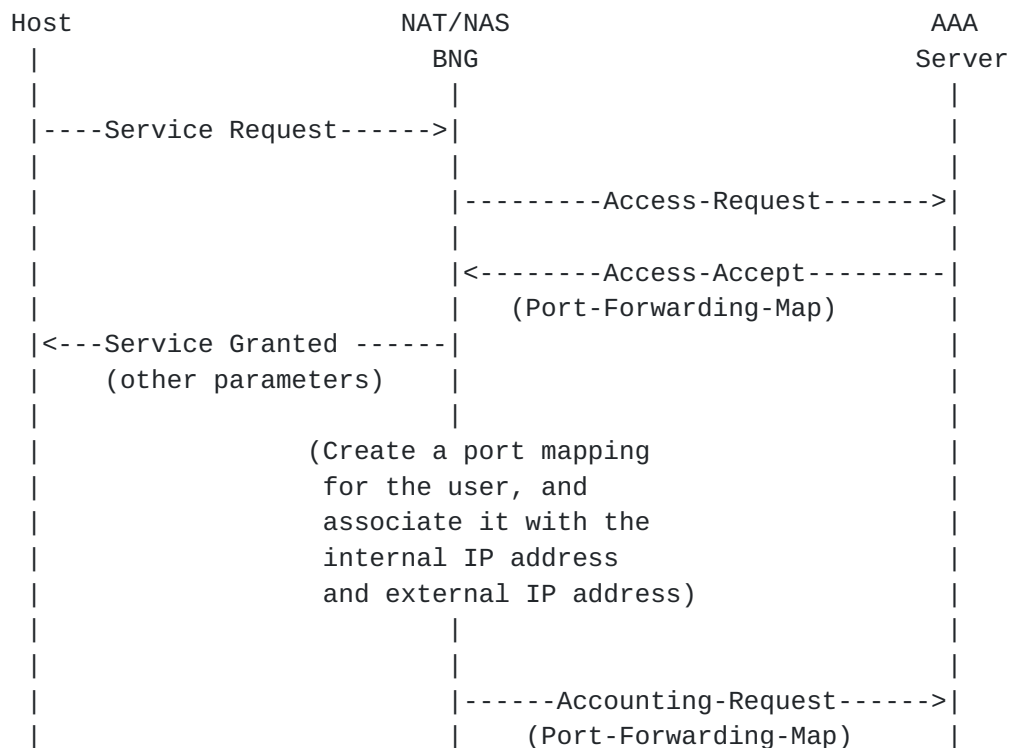 Host                     NAT/NAS                           AAA
 |                         BNG                            Server
 |                           |                               |
 |----Service Request------>|                               |
 |                           |                               |
 |                           |---------Access-Request------->|
 |                           |                               |
 |                           |<--------Access-Accept---------|
 |                           |   (Port-Forwarding-Map)       |
 |<---Service Granted ------|                               |
 |    (other parameters)     |                               |
 |                           |                               |
 |                 (Create a port mapping                    |
 |                  for the user, and                        |
 |                  associate it with the                    |
 |                  internal IP address                      |
 |                  and external IP address)                 |
 |                           |                               |
 |                           |                               |
 |                           |------Accounting-Request------>|
 |                           |    (Port-Forwarding-Map)      |